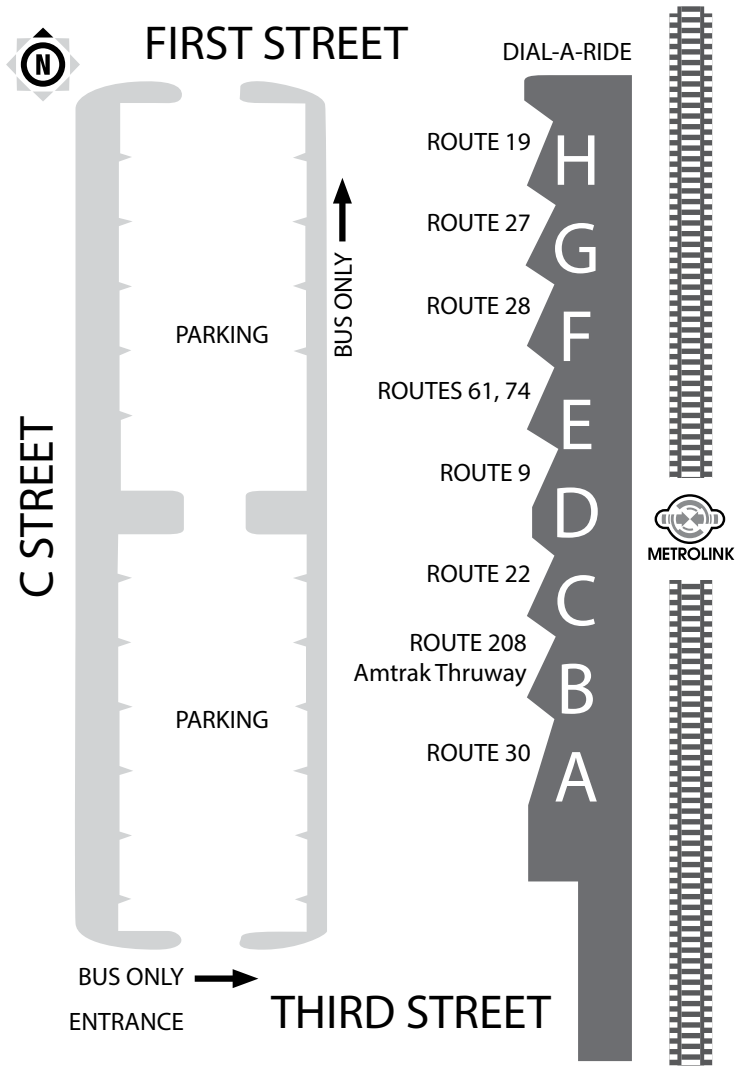 FIRST STREET
N
DIAL-A-RIDE
ROUTE 19
H
ROUTE 27
G
BUS ONLY
ROUTE 28
F
PARKING
ROUTES 61, 74
E
ROUTE 9
D
C STREET
METROLINK
ROUTE 22
C
ROUTE 208
Amtrak Thruway
B
PARKING
ROUTE 30
A
BUS ONLY
ENTRANCE
THIRD STREET